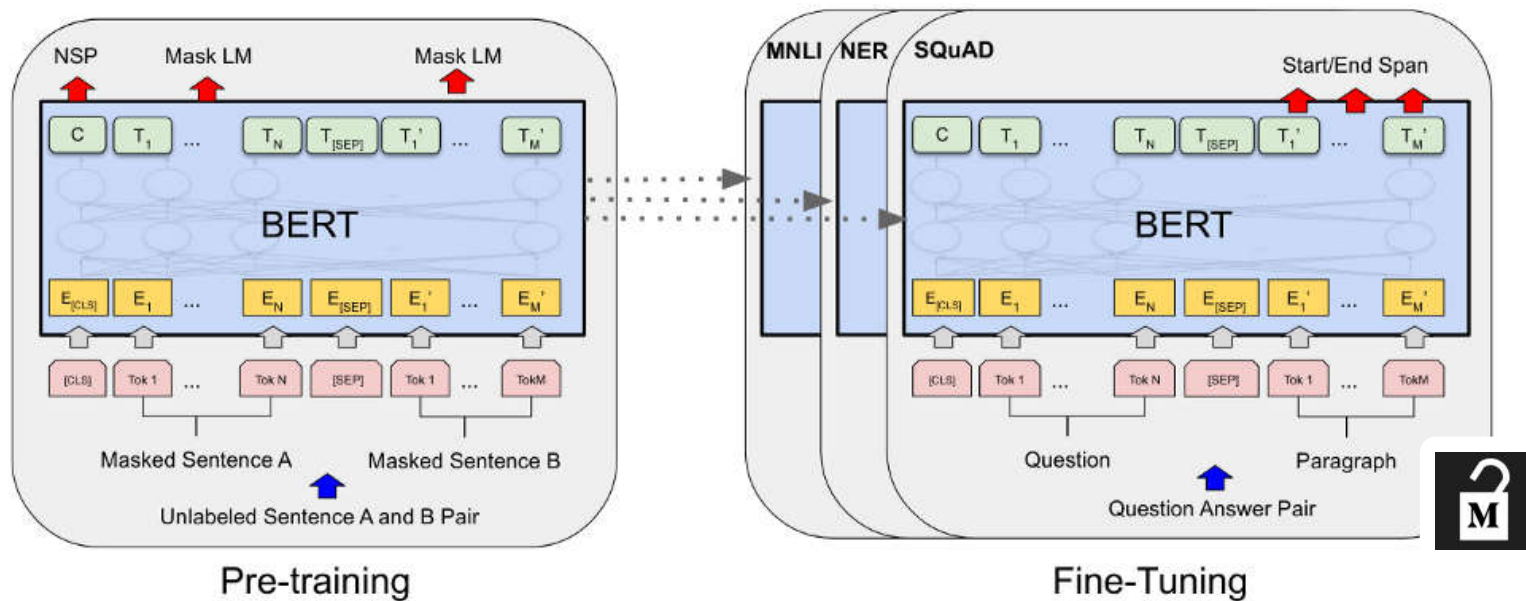 NSP Mask LM Mask LM
C T1 ... TN T[SEP] T1' ... TM'
BERT
E[CLS] E1 ... EN E[SEP] E1' ... EM'
[CLS] Tok 1 ... Tok N [SEP] Tok 1 ... TokM
Masked Sentence A Masked Sentence B
Unlabeled Sentence A and B Pair
Pre-training
MNLI NER SQuAD
Start/End Span
C T1 ... TN T[SEP] T1' ... TM'
BERT
E[CLS] E1 ... EN E[SEP] E1' ... EM'
[CLS] Tok 1 ... Tok N [SEP] Tok 1 ... TokM
Question Paragraph
Question Answer Pair
Fine-Tuning
M